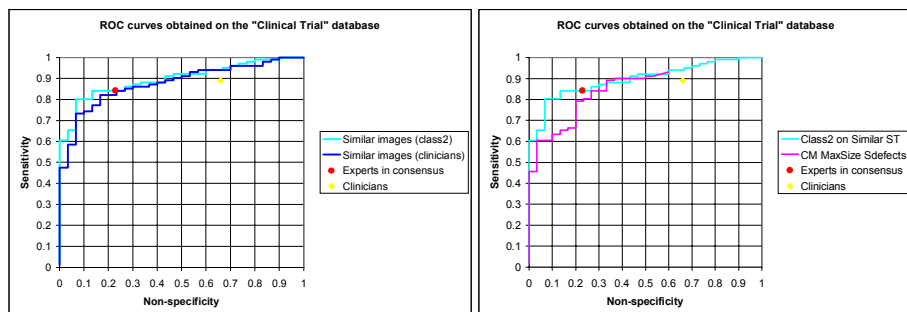 ROC curves obtained on the "Clinical Trial" database
1
0.9
0.8
0.7
0.6
0.5
0.4
0.3
0.2
0.1
0
Sensitivity
0 0.1 0.2 0.3 0.4 0.5 0.6 0.7 0.8 0.9 1
Non-specificity
Similar images (class2)
Similar images (clinicians)
Experts in consensus
Clinicians
ROC curves obtained on the "Clinical Trial" database
1
0.9
0.8
0.7
0.6
0.5
0.4
0.3
0.2
0.1
0
Sensitivity
0 0.1 0.2 0.3 0.4 0.5 0.6 0.7 0.8 0.9 1
Non-specificity
Class2 on Similar ST
CM MaxSize Sdefects
Experts in consensus
Clinicians